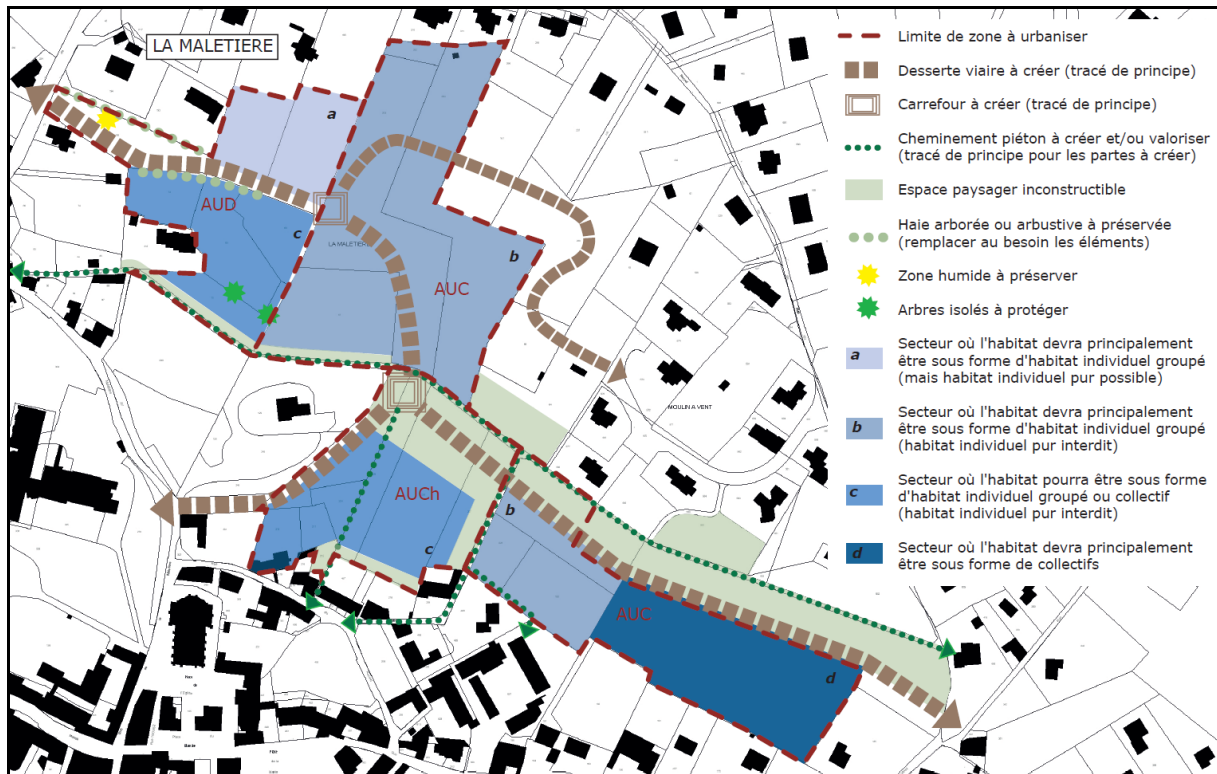 LA MALETIERE
a
AUD
c
LA MALETIE
b
AUC
MOULIN A VENT
AUCh
b
c
AUC
d
Limite de zone à urbaniser
Desserte viaire à créer (tracé de principe)
Carrefour à créer (tracé de principe)
Cheminement piéton à créer et/ou valoriser
(tracé de principe pour les partes à créer)
Espace paysager inconstructible
Haie arborée ou arbustive à préservée
(remplacer au besoin les éléments)
Zone humide à préserver
Arbres isolés à protéger
a
Secteur où l'habitat devra principalement
être sous forme d'habitat individuel groupé
(mais habitat individuel pur possible)
b
Secteur où l'habitat devra principalement
être sous forme d'habitat individuel groupé
(habitat individuel pur interdit)
c
Secteur où l'habitat pourra être sous forme
d'habitat individuel groupé ou collectif
(habitat individuel pur interdit)
d
Secteur où l'habitat devra principalement
être sous forme de collectifs